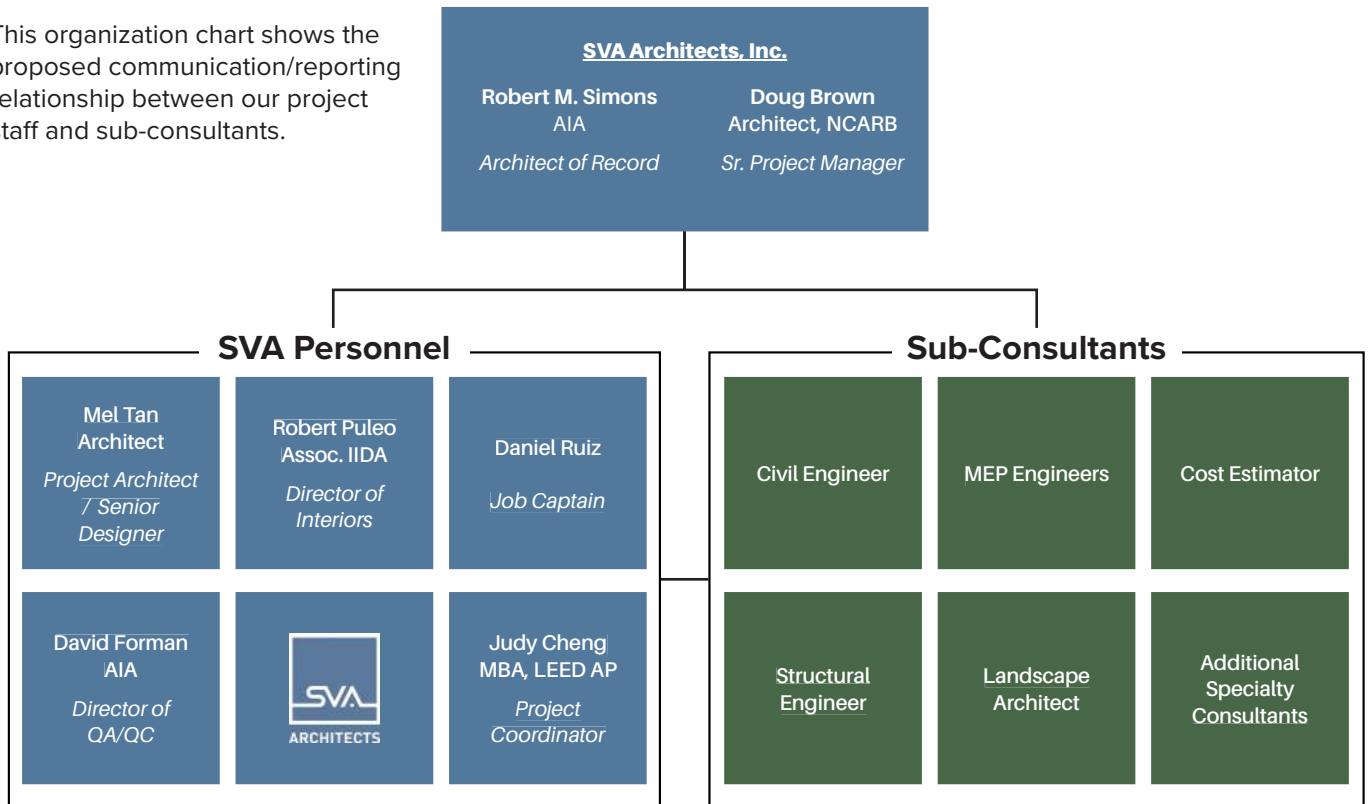 This organization chart shows the
proposed communication/reporting
relationship between our project
staff and sub-consultants.
SVA Architects, Inc.
Robert M. Simons
AIA
Architect of Record
Doug Brown
Architect, NCARB
Sr. Project Manager
SVA Personnel
Mel Tan
Architect
Project Architect
/ Senior
Designer
Robert Puleo
Assoc. IIDA
Director of
Interiors
Daniel Ruiz
Job Captain
David Forman
AIA
Director of
QA/QC
SVA
ARCHITECTS
Judy Cheng
MBA, LEED AP
Project
Coordinator
Sub-Consultants
Civil Engineer
MEP Engineers
Cost Estimator
Structural
Engineer
Landscape
Architect
Additional
Specialty
Consultants